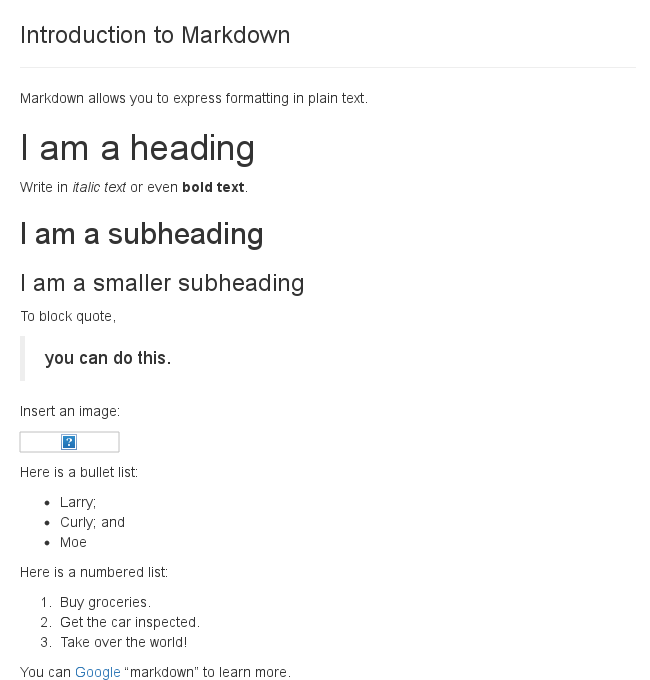 Introduction to Markdown
Markdown allows you to express formatting in plain text.
I am a heading
Write in italic text or even bold text.
I am a subheading
I am a smaller subheading
To block quote,
you can do this.
Insert an image:
?
Here is a bullet list:
• Larry;
• Curly; and
• Moe
Here is a numbered list:
1. Buy groceries.
2. Get the car inspected.
3. Take over the world!
You can Google “markdown” to learn more.